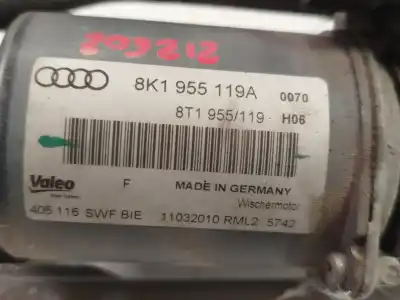 209212
8K1 955 119A 0070
8T1 955/119 H06
Valeo F MADE IN GERMANY
Wischermotor
405 116 SWF BIE 11032010 RML2 5742